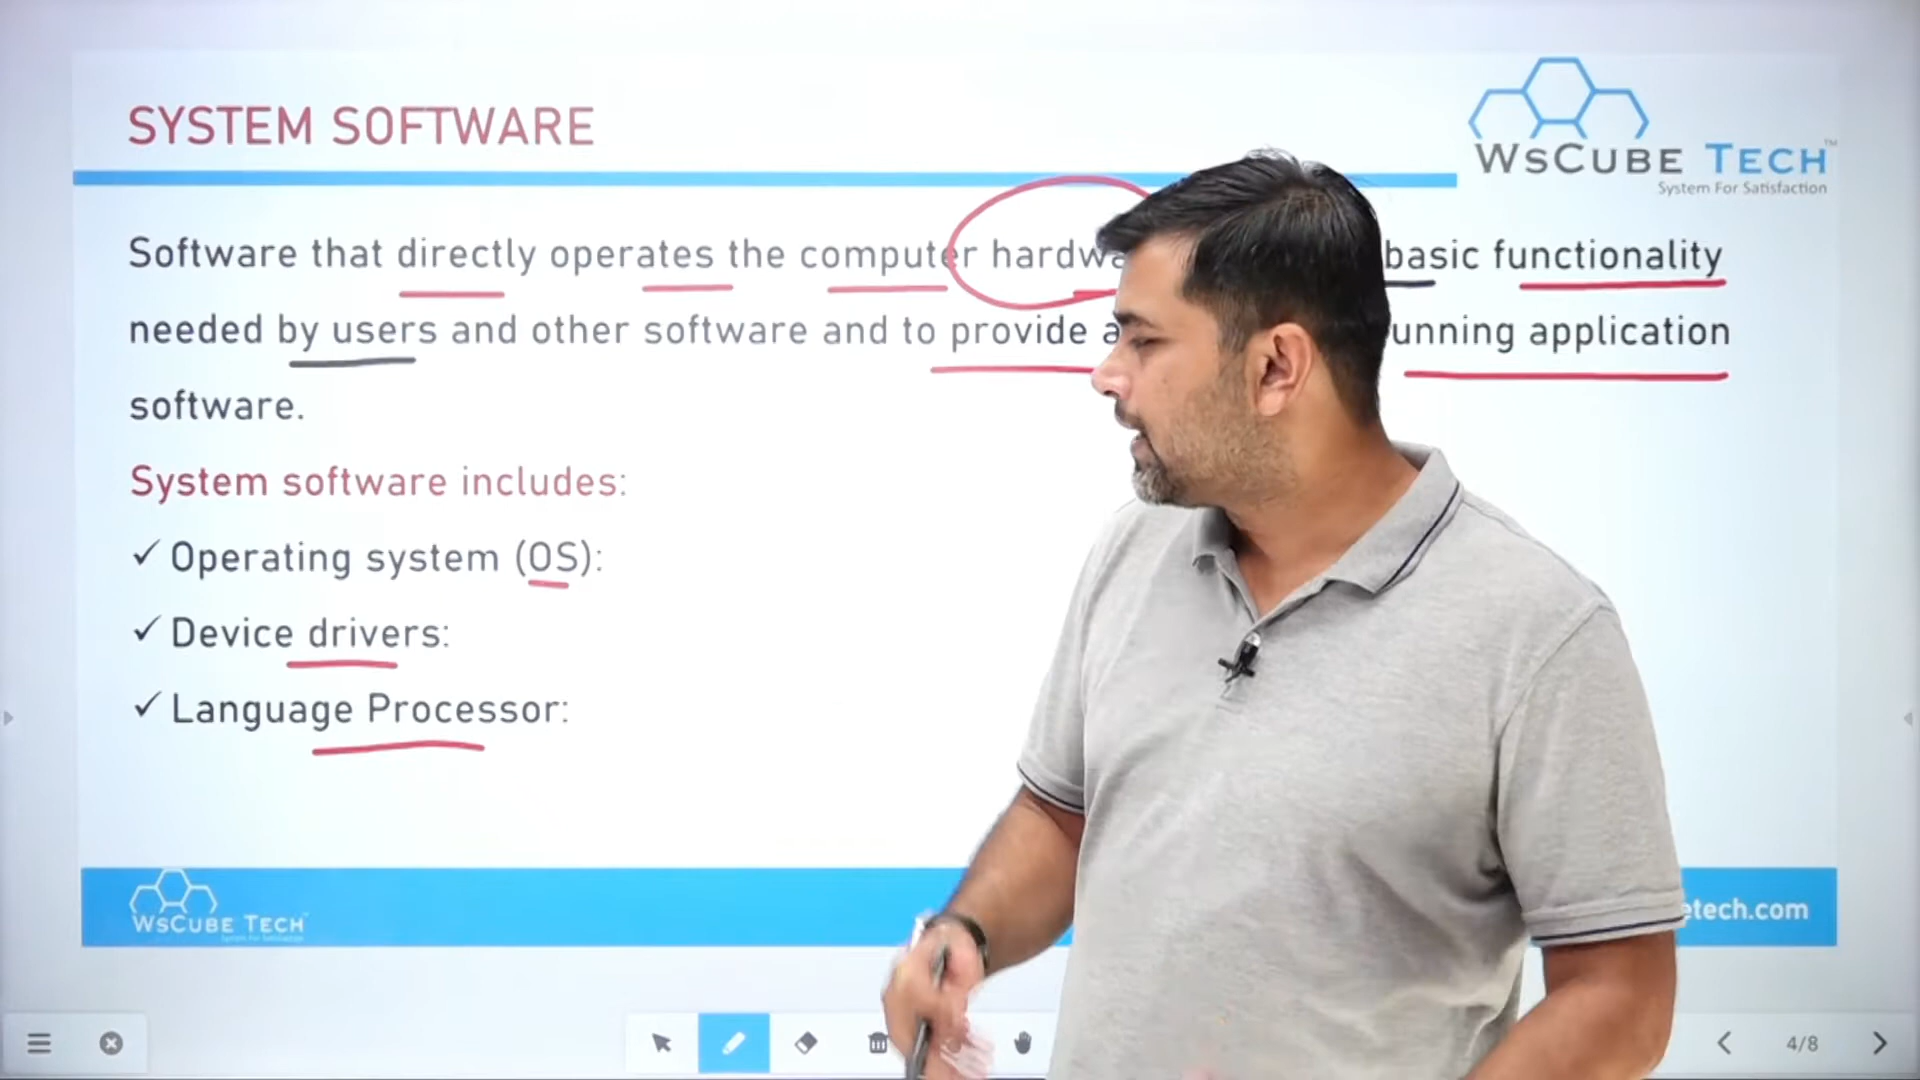 SYSTEM SOFTWARE
WSCUBE TECH™
System For Satisfaction
Software that directly operates the computer basic functionality
needed by users and other software and to provide unning application
software.
System software includes:
✓ Operating system (OS):
✓ Device drivers:
✓ Language Processor:
WSCUBE TECH
etech.com
4/8